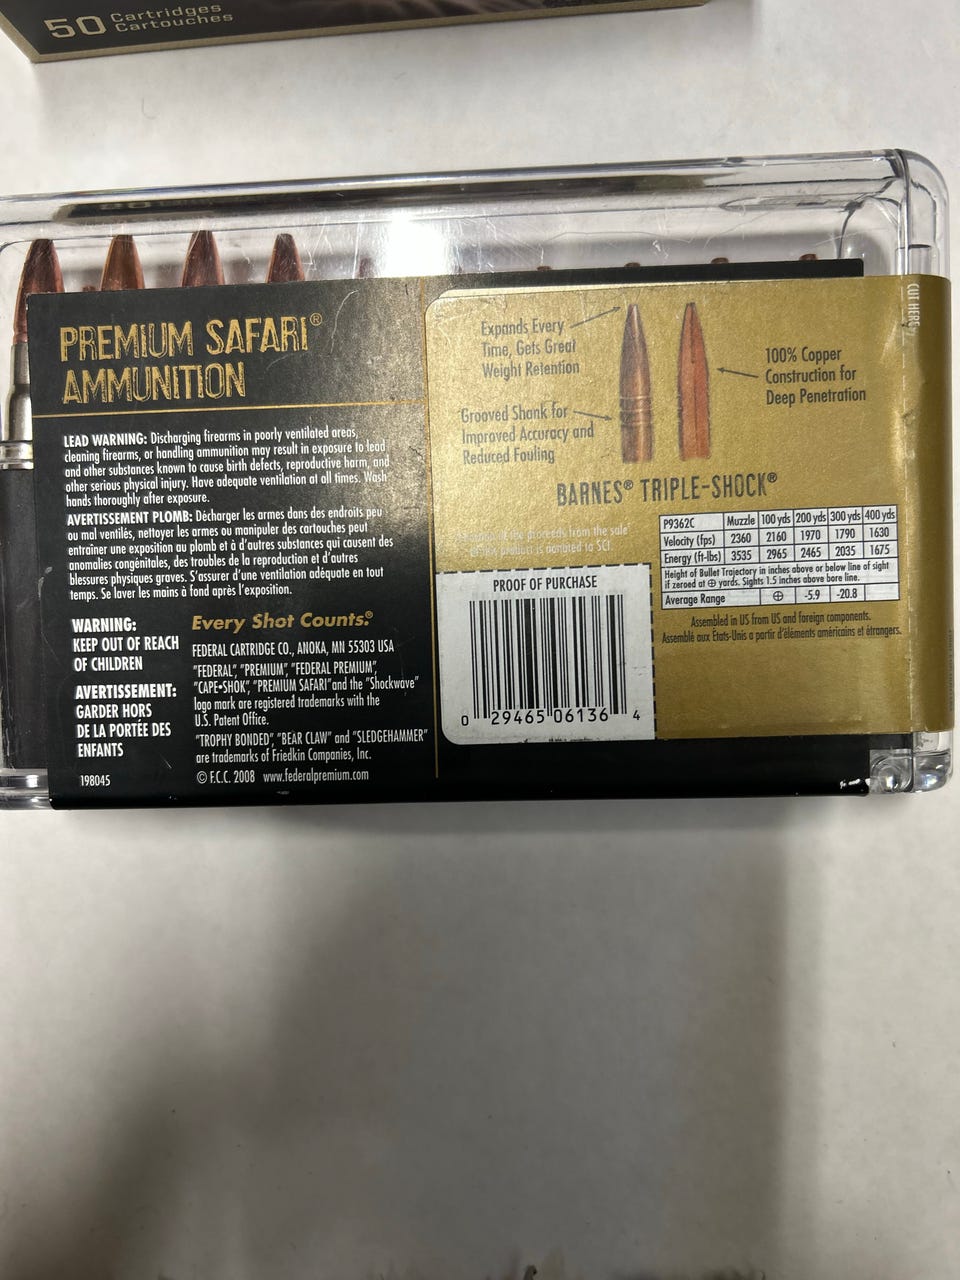 50 Cartridges
Cartouches
CUT HERE
PREMIUM SAFARI®
AMMUNITION
LEAD WARNING: Discharging firearms in poorly ventilated areas,
cleaning firearms, or handling ammunition may result in exposure to lead
and other substances known to cause birth defects, reproductive harm, and
other serious physical injury. Have adequate ventilation at all times. Wash
hands thoroughly after exposure.
AVERTISSEMENT PLOMB: Décharger les armes dans des endroits peu
ou mal ventilés, nettoyer les armes ou manipuler des cartouches peut
entraîner une exposition au plomb et à d'autres substances qui causent des
anomalies congénitales, des troubles de la reproduction et d'autres
blessures physiques graves. S'assurer d'une ventilation adéquate en tout
temps. Se laver les mains à fond après l'exposition.
WARNING:
KEEP OUT OF REACH
OF CHILDREN
AVERTISSEMENT:
GARDER HORS
DE LA PORTÉE DES
ENFANTS
198045
Every Shot Counts.®
FEDERAL CARTRIDGE CO., ANOKA, MN 55303 USA
"FEDERAL", "PREMIUM", "FEDERAL PREMIUM",
"CAPE•SHOK", "PREMIUM SAFARI" and the "Shockwave"
logo mark are registered trademarks with the
U.S. Patent Office.
"TROPHY BONDED", "BEAR CLAW" and "SLEDGEHAMMER"
are trademarks of Friedkin Companies, Inc.
© F.C.C. 2008 www.federalpremium.com
Expands Every
Time, Gets Great
Weight Retention
Grooved Shank for
Improved Accuracy and
Reduced Fouling
100% Copper
Construction for
Deep Penetration
BARNES® TRIPLE-SHOCK®
of the proceeds from the sale
of this product is donated to SCI.
PROOF OF PURCHASE
0 29465 06136 4
P9362C Muzzle 100 yds 200 yds 300 yds 400 yds
Velocity (fps) 2360 2160 1970 1790 1630
Energy (ft-lbs) 3535 2965 2465 2035 1675
Height of Bullet Trajectory in inches above or below line of sight
if zeroed at ⊕ yards. Sights 1.5 inches above bore line.
Average Range ⊕ -5.9 -20.8
Assembled in US from US and foreign components.
Assemblé aux États-Unis a partir d'éléments américains et étrangers.